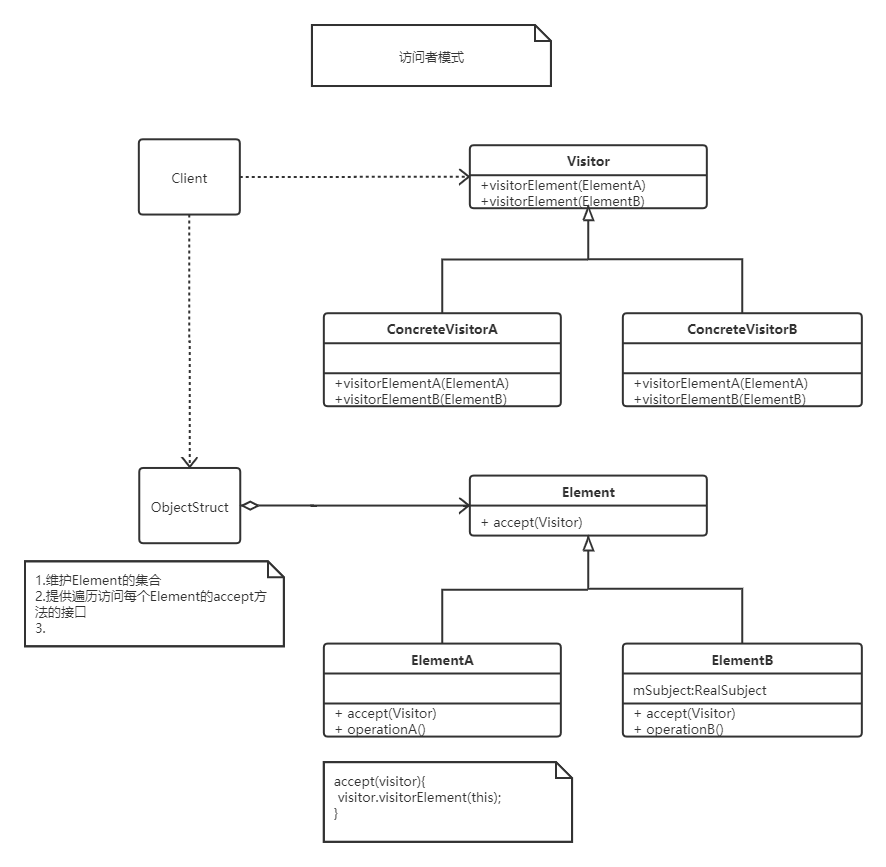 访问者模式
Client
Visitor
+visitorElement(ElementA)
+visitorElement(ElementB)
ConcreteVisitorA
+visitorElementA(ElementA)
+visitorElementB(ElementB)
ConcreteVisitorB
+visitorElementA(ElementA)
+visitorElementB(ElementB)
ObjectStruct
Element
+ accept(Visitor)
1.维护Element的集合
2.提供遍历访问每个Element的accept方
法的接口
3.
ElementA
+ accept(Visitor)
+ operationA()
ElementB
mSubject:RealSubject
+ accept(Visitor)
+ operationB()
accept(visitor){
visitor.visitorElement(this);
}